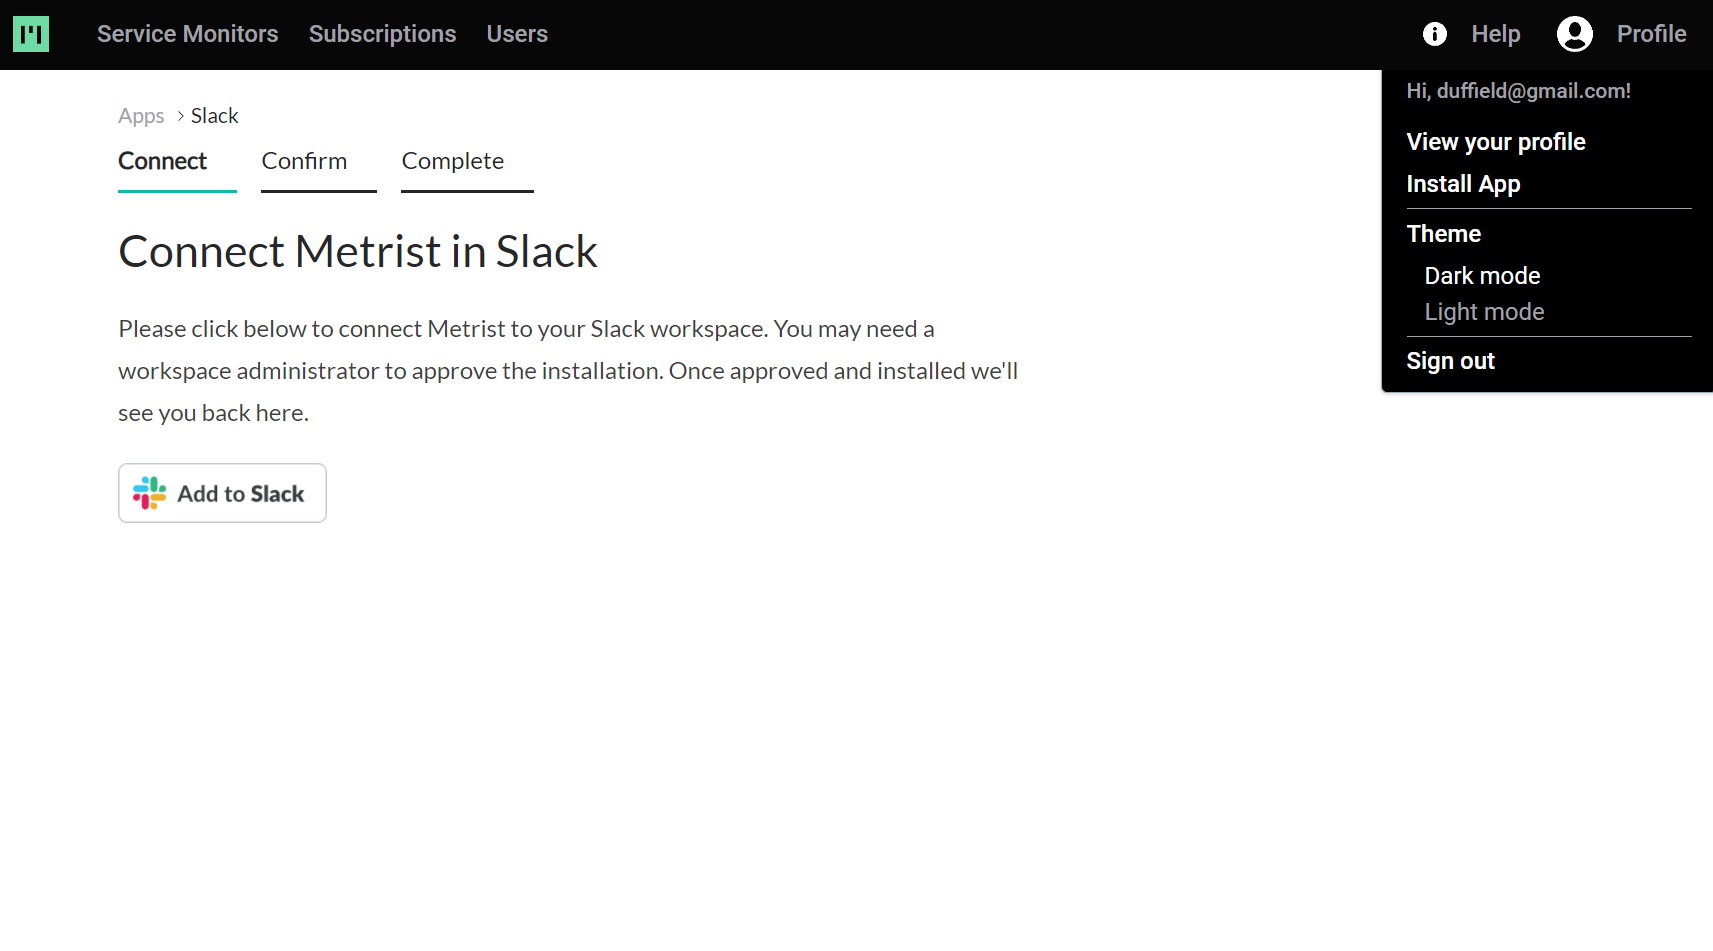 Service Monitors Subscriptions Users Help Profile
Hi, duffield@gmail.com!
View your profile
Install App
Theme
Dark mode
Light mode
Sign out
Apps > Slack
Connect Confirm Complete
Connect Metrist in Slack
Please click below to connect Metrist to your Slack workspace. You may need a
workspace administrator to approve the installation. Once approved and installed we'll
see you back here.
Add to Slack